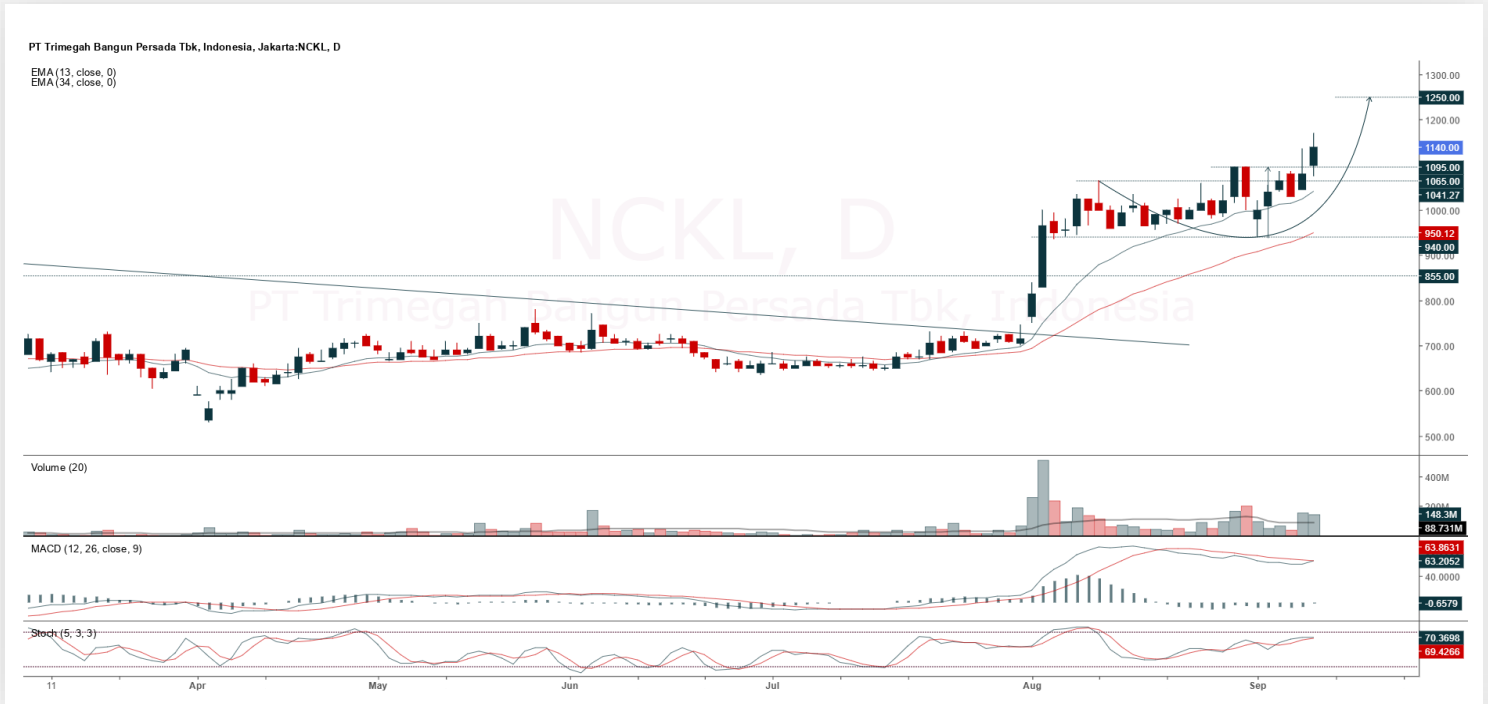 PT Trimegah Bangun Persada Tbk, Indonesia, Jakarta:NCKL, D
EMA (13, close, 0)
EMA (34, close, 0)
NCKL, D
PT Trimegah Bangun Persada Tbk, Indonesia
1300.00
1250.00
1200.00
1140.00
1095.00
1065.00
1041.27
1000.00
950.12
940.00
900.00
855.00
800.00
700.00
600.00
500.00
Volume (20)
400M
200M
148.3M
88.731M
MACD (12, 26, close, 9)
63.8631
63.2052
40.0000
-0.6579
Stoch (5, 3, 3)
70.3698
69.4266
11 Apr May Jun Jul Aug Sep